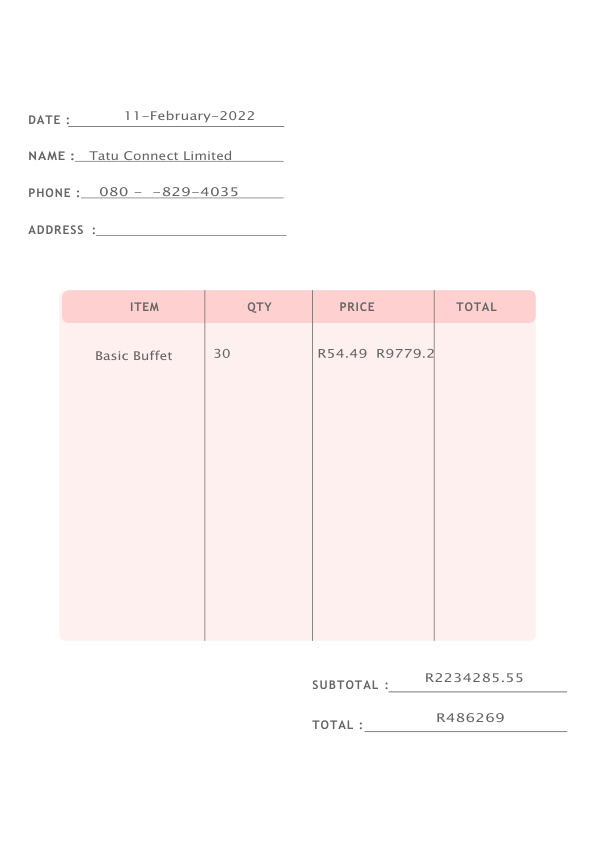 DATE : 11–February–2022
NAME : Tatu Connect Limited
PHONE : 080 – –829–4035
ADDRESS :
ITEM QTY PRICE TOTAL
Basic Buffet 30 R54.49 R9779.2
SUBTOTAL : R2234285.55
TOTAL : R486269